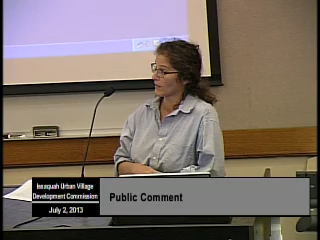 Issaquah Urban Village
Development Commission
July 2, 2013
Public Comment